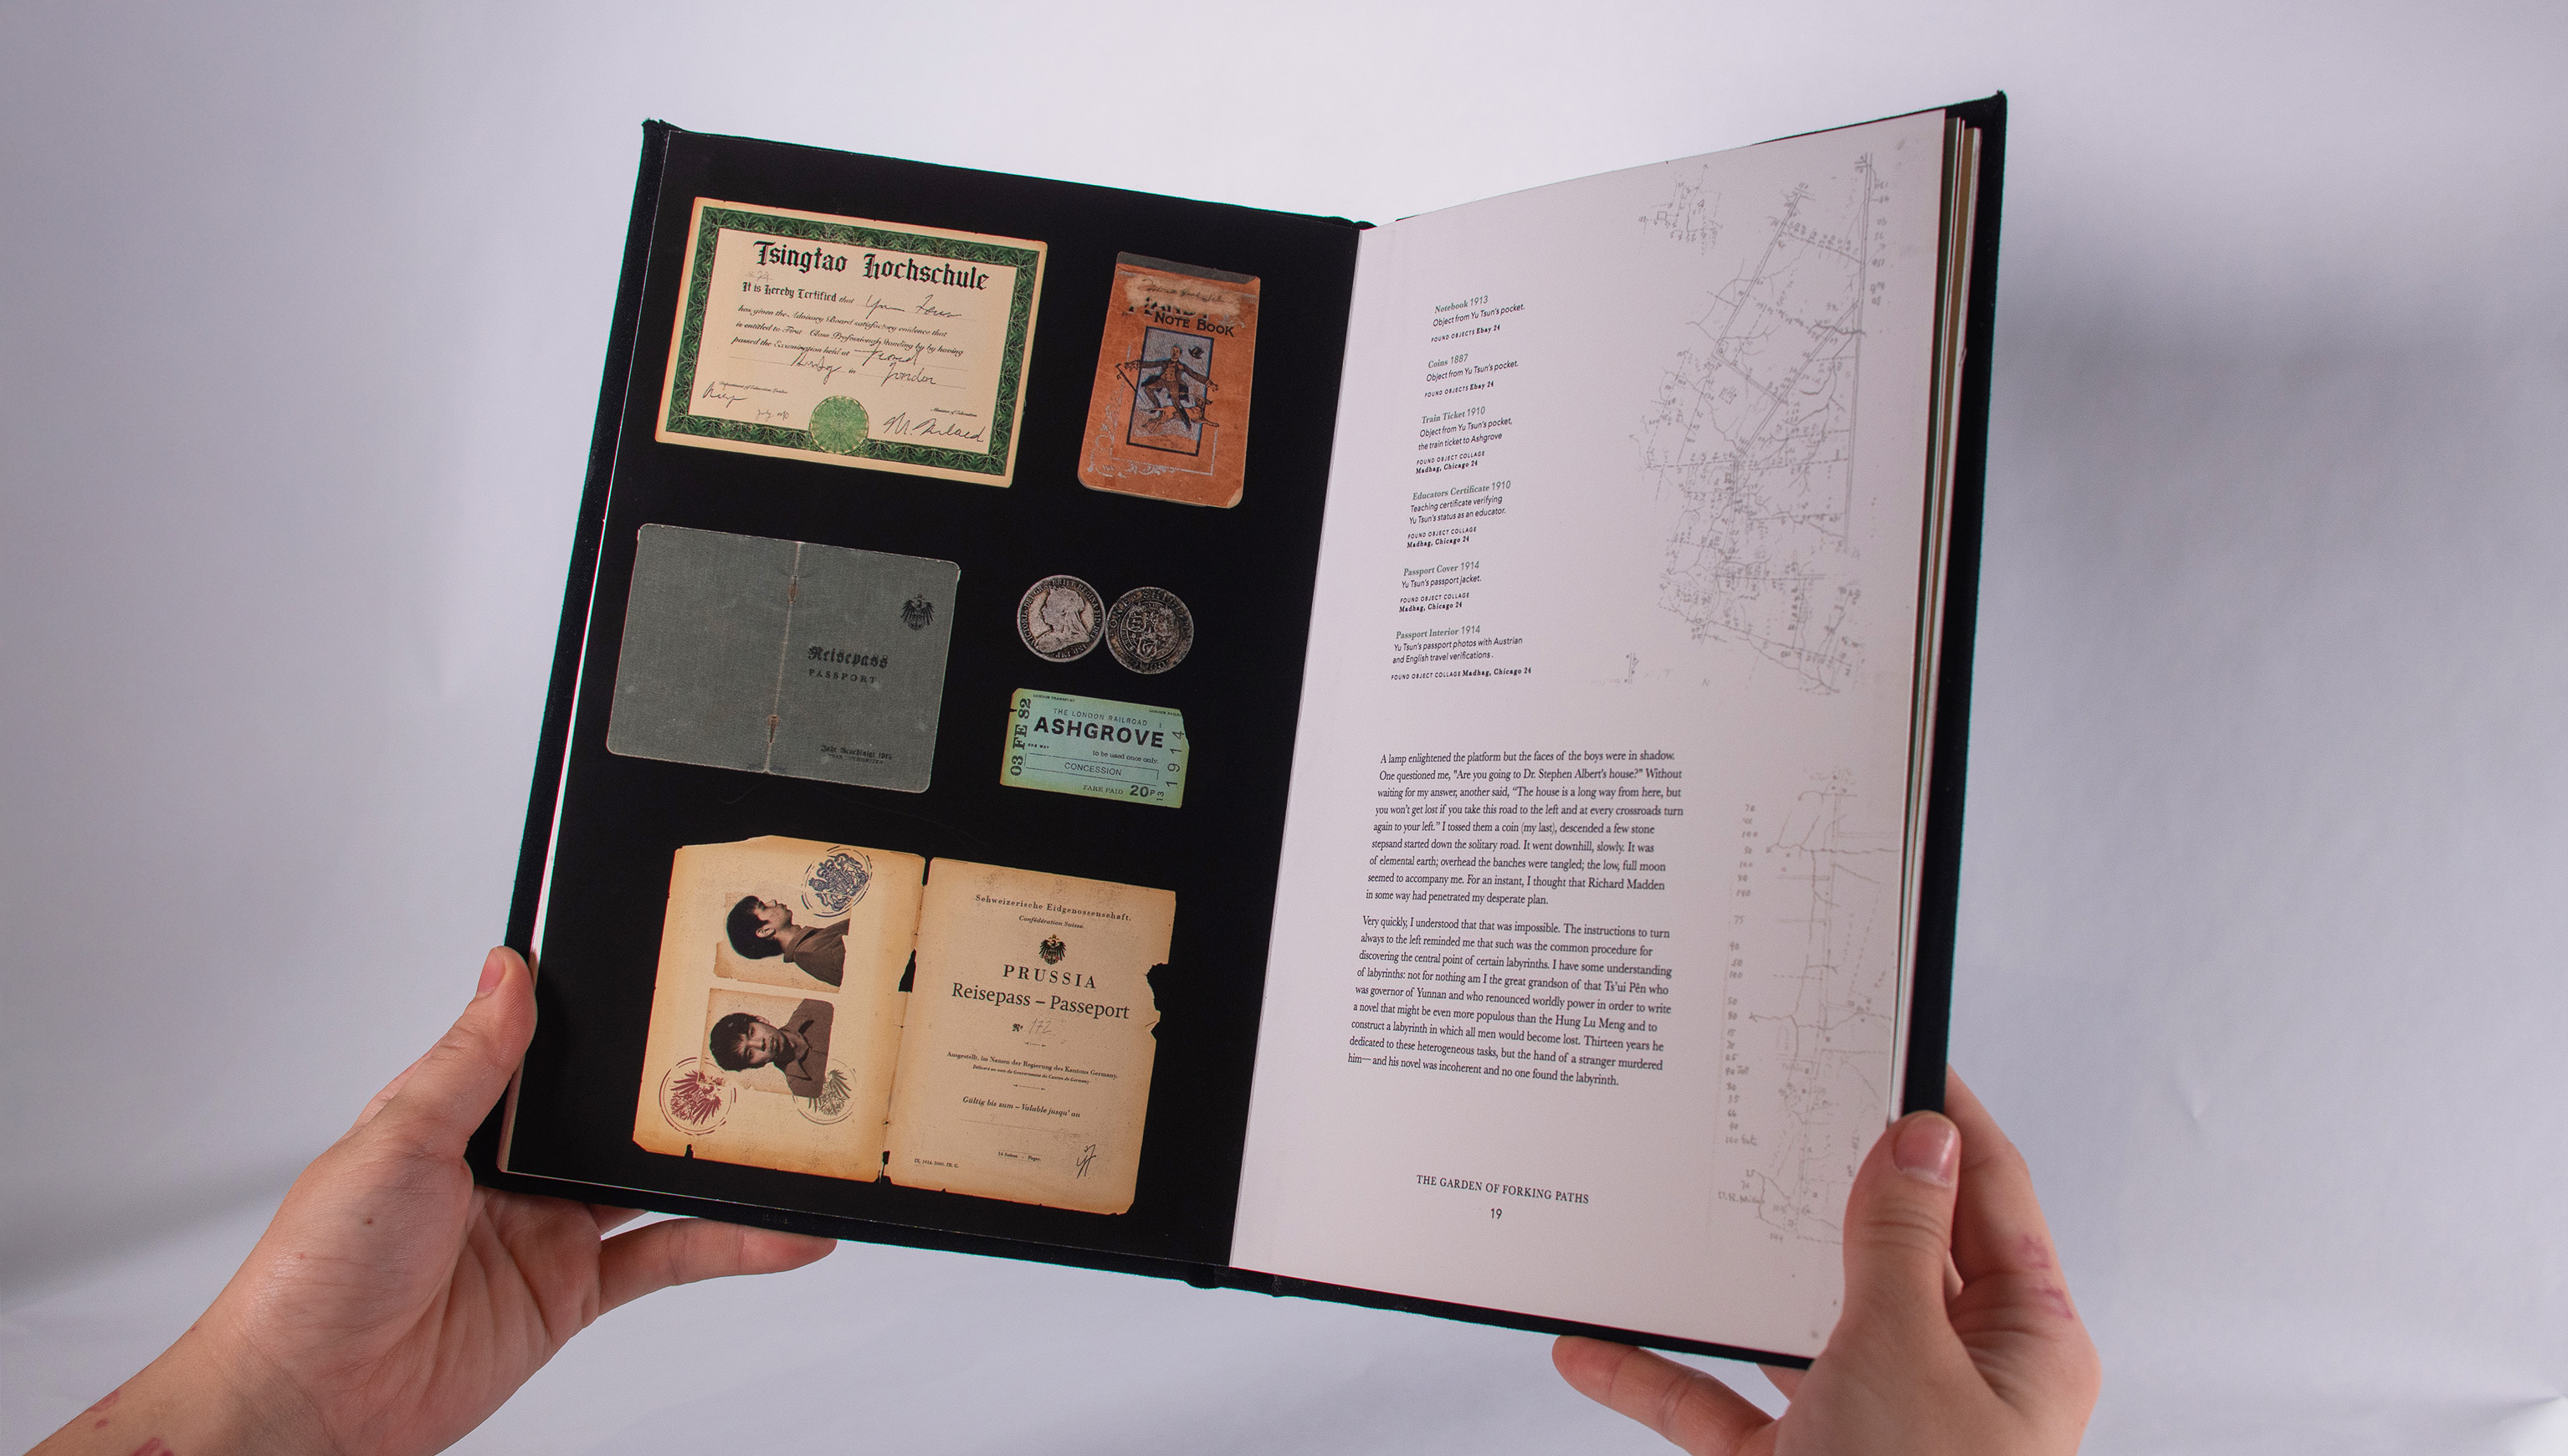 Tsingtao Hochschule
It is Hereby Certified that Yu Tsun
has given the Advisory Board satisfactory evidence that
is entitled to First Class Professionals Standing by by having
passed the Examination held at
in London
Department of Education London
July
Minister of Education
NOTE BOOK
Reisepass
PASSPORT
VICTORIA
ONE SHILLING
LONDON TRANSPORT
THE LONDON RAILROAD
ASHGROVE
03 FE 82
ONE WAY
to be used once only.
CONCESSION
FARE PAID 20P
1914
Schweizerische Eidgenossenschaft.
Confédération Suisse.
PRUSSIA
Reisepass – Passeport
Nº 172
Ausgestellt, im Namen der Regierung des Kantons Germany.
Délivré au nom du Gouvernement du Canton de Germany
Gültig bis zum – Valable jusqu' au
Notebook 1913
Object from Yu Tsun's pocket.
FOUND OBJECTS Ebay 24
Coins 1887
Object from Yu Tsun's pocket.
FOUND OBJECTS Ebay 24
Train Ticket 1910
Object from Yu Tsun's pocket,
the train ticket to Ashgrove
FOUND OBJECT COLLAGE
Madhag, Chicago 24
Educators Certificate 1910
Teaching certificate verifying
Yu Tsun's status as an educator.
FOUND OBJECT COLLAGE
Madhag, Chicago 24
Passport Cover 1914
Yu Tsun's passport jacket.
FOUND OBJECT COLLAGE
Madhag, Chicago 24
Passport Interior 1914
Yu Tsun's passport photos with Austrian
and English travel verifications.
FOUND OBJECT COLLAGE Madhag, Chicago 24
A lamp enlightened the platform but the faces of the boys were in shadow.
One questioned me, "Are you going to Dr. Stephen Albert's house?" Without
waiting for my answer, another said, “The house is a long way from here, but
you won't get lost if you take this road to the left and at every crossroads turn
again to your left.” I tossed them a coin (my last), descended a few stone
stepsand started down the solitary road. It went downhill, slowly. It was
of elemental earth; overhead the banches were tangled; the low, full moon
seemed to accompany me. For an instant, I thought that Richard Madden
in some way had penetrated my desperate plan.
Very quickly, I understood that that was impossible. The instructions to turn
always to the left reminded me that such was the common procedure for
discovering the central point of certain labyrinths. I have some understanding
of labyrinths: not for nothing am I the great grandson of that Ts'ui Pên who
was governor of Yunnan and who renounced worldly power in order to write
a novel that might be even more populous than the Hung Lu Meng and to
construct a labyrinth in which all men would become lost. Thirteen years he
dedicated to these heterogeneous tasks, but the hand of a stranger murdered
him—and his novel was incoherent and no one found the labyrinth.
THE GARDEN OF FORKING PATHS
19